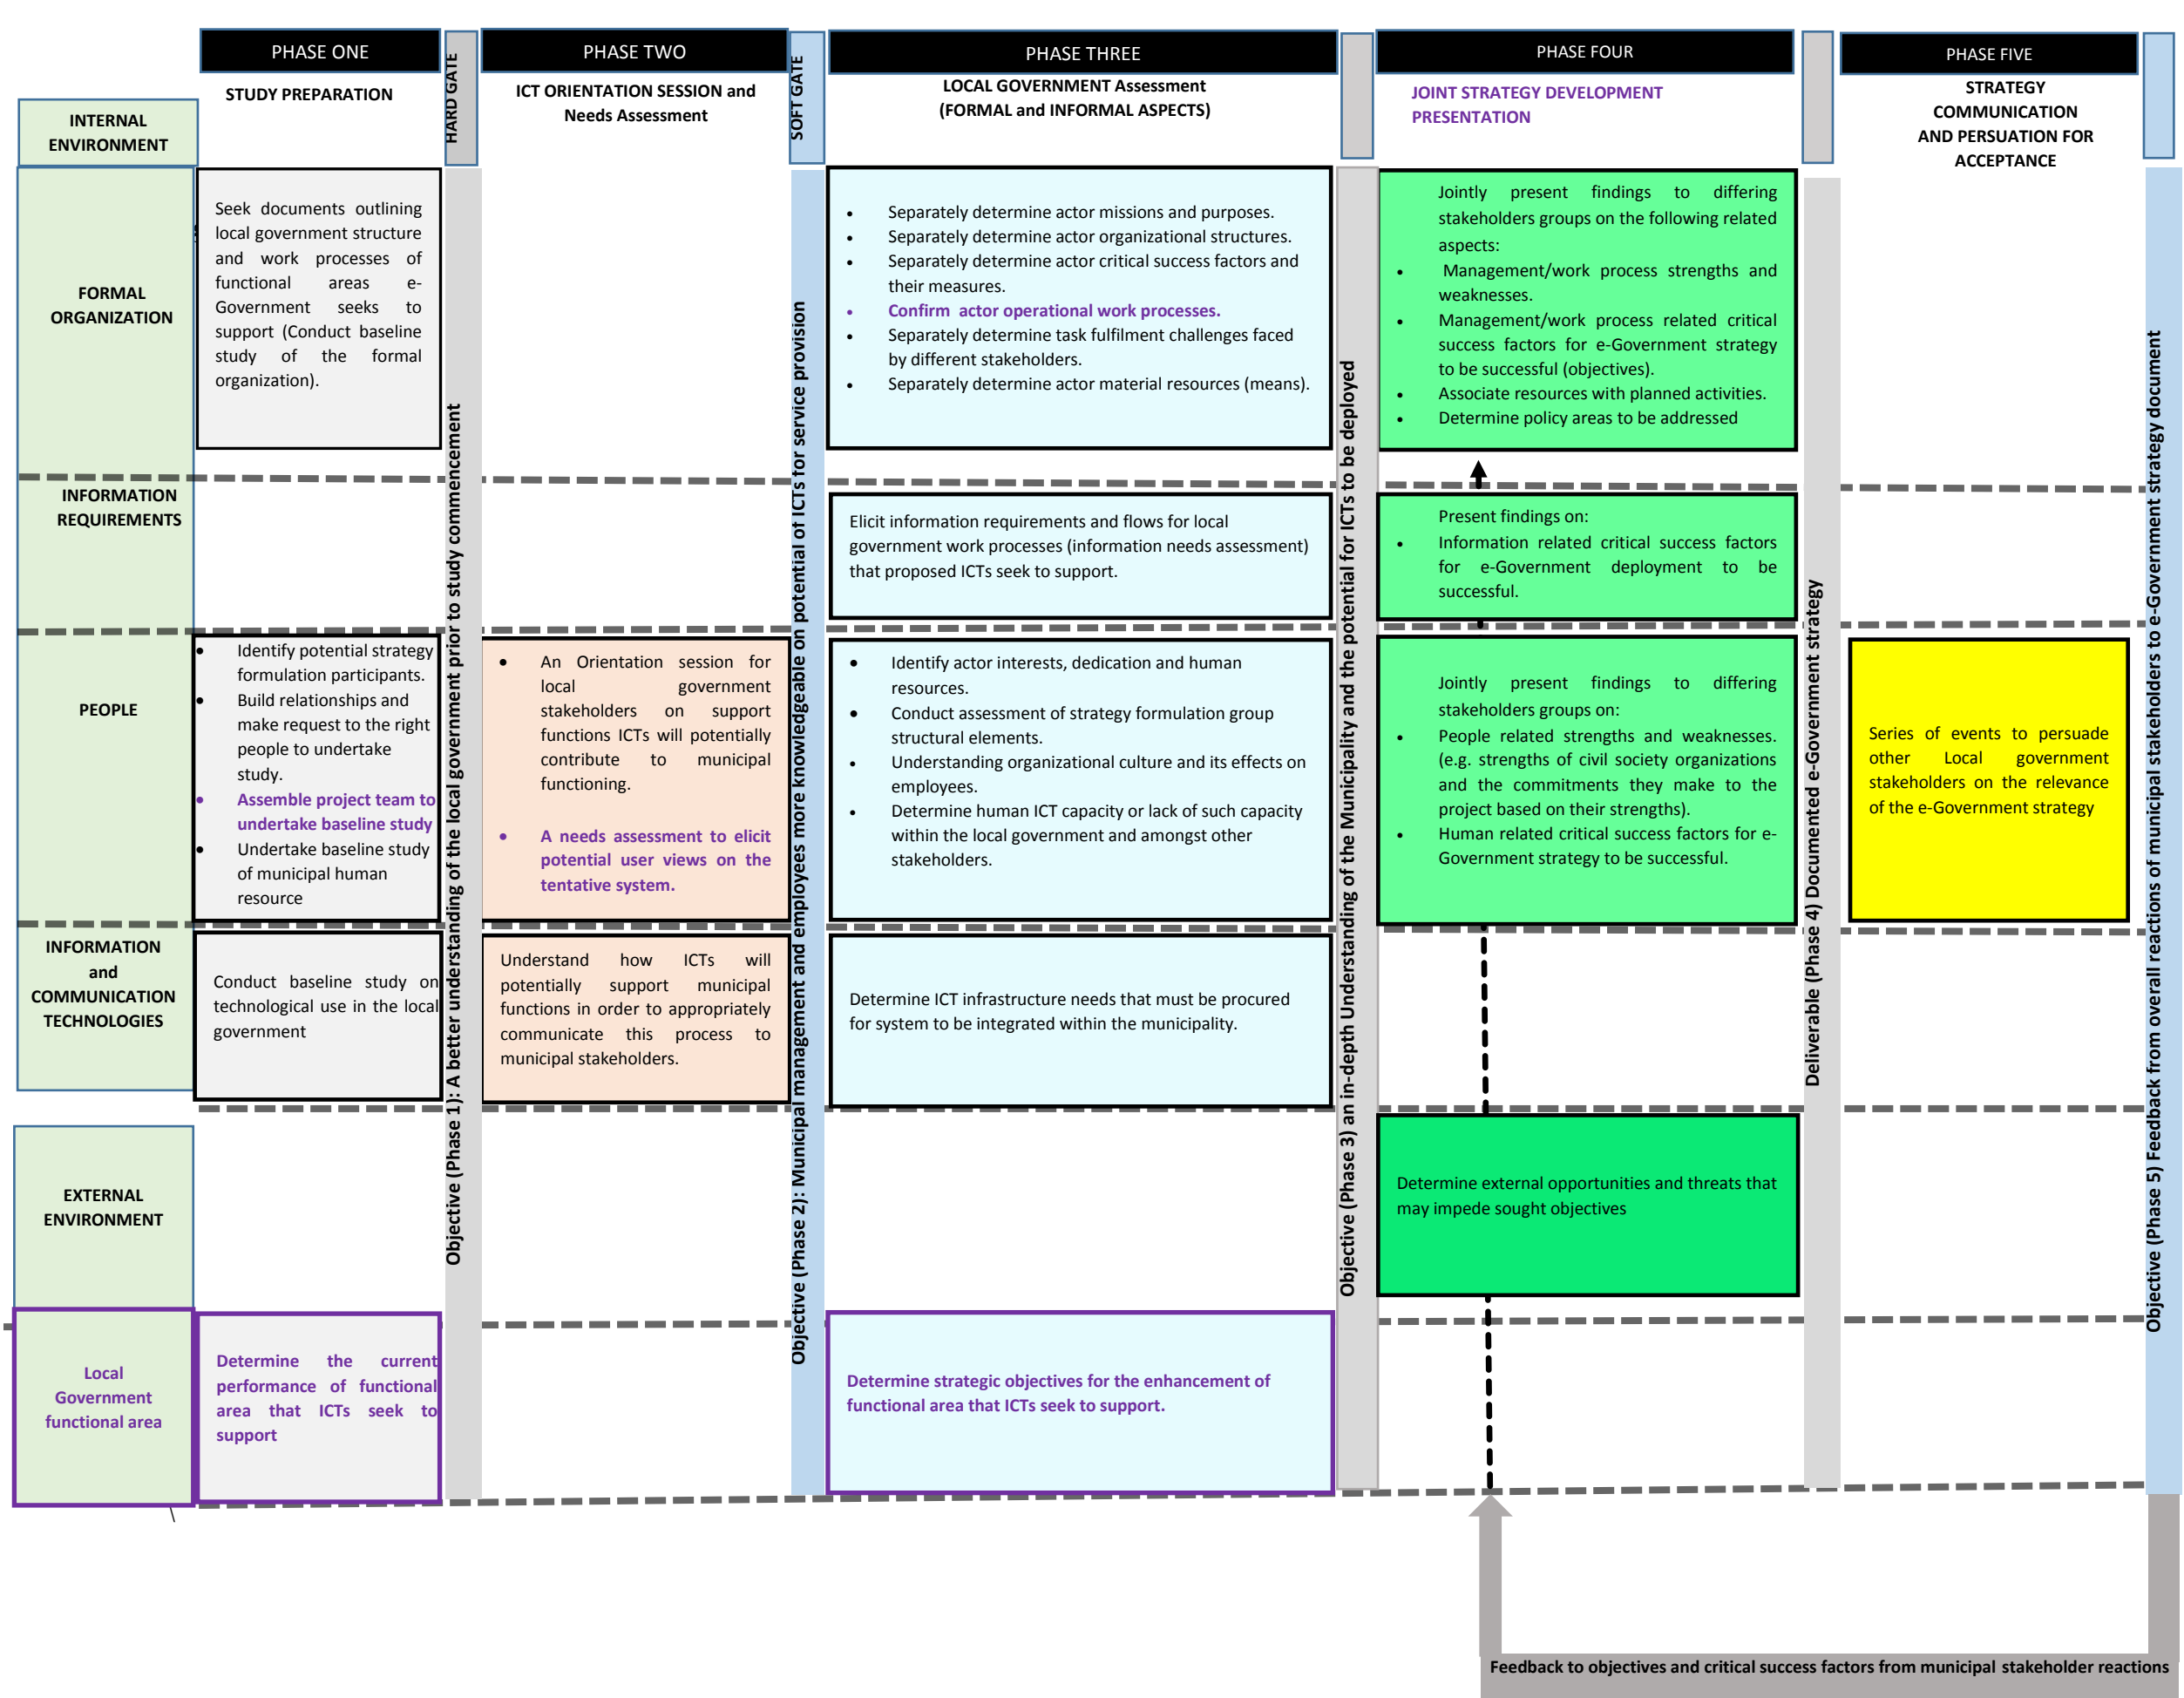 PHASE ONE
PHASE TWO
PHASE THREE
PHASE FOUR
PHASE FIVE
HARD GATE
SOFT GATE
STUDY PREPARATION
ICT ORIENTATION SESSION and
Needs Assessment
LOCAL GOVERNMENT Assessment
(FORMAL and INFORMAL ASPECTS)
JOINT STRATEGY DEVELOPMENT
PRESENTATION
STRATEGY
COMMUNICATION
AND PERSUATION FOR
ACCEPTANCE
INTERNAL
ENVIRONMENT
FORMAL
ORGANIZATION
Seek documents outlining
local government structure
and work processes of
functional areas e-
Government seeks to
support (Conduct baseline
study of the formal
organization).
• Separately determine actor missions and purposes.
• Separately determine actor organizational structures.
• Separately determine actor critical success factors and
their measures.
• Confirm actor operational work processes.
• Separately determine task fulfilment challenges faced
by different stakeholders.
• Separately determine actor material resources (means).
Jointly present findings to differing
stakeholders groups on the following related
aspects:
• Management/work process strengths and
weaknesses.
• Management/work process related critical
success factors for e-Government strategy
to be successful (objectives).
• Associate resources with planned activities.
• Determine policy areas to be addressed
INFORMATION
REQUIREMENTS
Elicit information requirements and flows for local
government work processes (information needs assessment)
that proposed ICTs seek to support.
Present findings on:
• Information related critical success factors
for e-Government deployment to be
successful.
PEOPLE
• Identify potential strategy
formulation participants.
• Build relationships and
make request to the right
people to undertake
study.
• Assemble project team to
undertake baseline study
• Undertake baseline study
of municipal human
resource
• An Orientation session for
local government
stakeholders on support
functions ICTs will potentially
contribute to municipal
functioning.
• A needs assessment to elicit
potential user views on the
tentative system.
• Identify actor interests, dedication and human
resources.
• Conduct assessment of strategy formulation group
structural elements.
• Understanding organizational culture and its effects on
employees.
• Determine human ICT capacity or lack of such capacity
within the local government and amongst other
stakeholders.
Jointly present findings to differing
stakeholders groups on:
• People related strengths and weaknesses.
(e.g. strengths of civil society organizations
and the commitments they make to the
project based on their strengths).
• Human related critical success factors for e-
Government strategy to be successful.
Series of events to persuade
other Local government
stakeholders on the relevance
of the e-Government strategy
INFORMATION
and
COMMUNICATION
TECHNOLOGIES
Conduct baseline study on
technological use in the local
government
Understand how ICTs will
potentially support municipal
functions in order to appropriately
communicate this process to
municipal stakeholders.
Determine ICT infrastructure needs that must be procured
for system to be integrated within the municipality.
EXTERNAL
ENVIRONMENT
Determine external opportunities and threats that
may impede sought objectives
Local
Government
functional area
Determine the current
performance of functional
area that ICTs seek to
support
Determine strategic objectives for the enhancement of
functional area that ICTs seek to support.
Objective (Phase 1): A better understanding of the local government prior to study commencement
Objective (Phase 2): Municipal management and employees more knowledgeable on potential of ICTs for service provision
Objective (Phase 3) an in-depth Understanding of the Municipality and the potential for ICTs to be deployed
Deliverable (Phase 4) Documented e-Government strategy
Objective (Phase 5) Feedback from overall reactions of municipal stakeholders to e-Government strategy document
Feedback to objectives and critical success factors from municipal stakeholder reactions